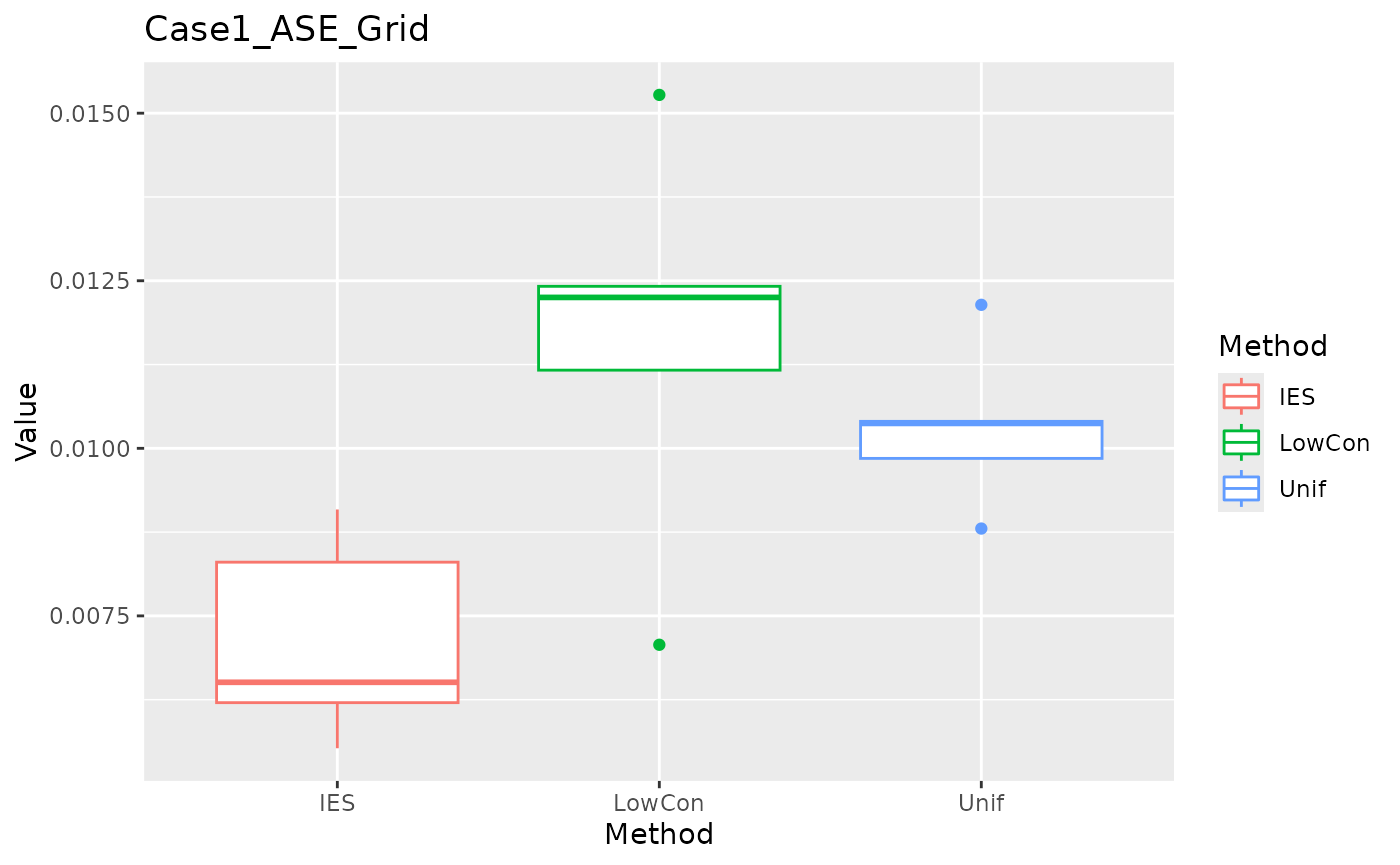 Case1_ASE_Grid
Value
0.0150
0.0125
0.0100
0.0075
IES
LowCon
Unif
Method
Method
IES
LowCon
Unif